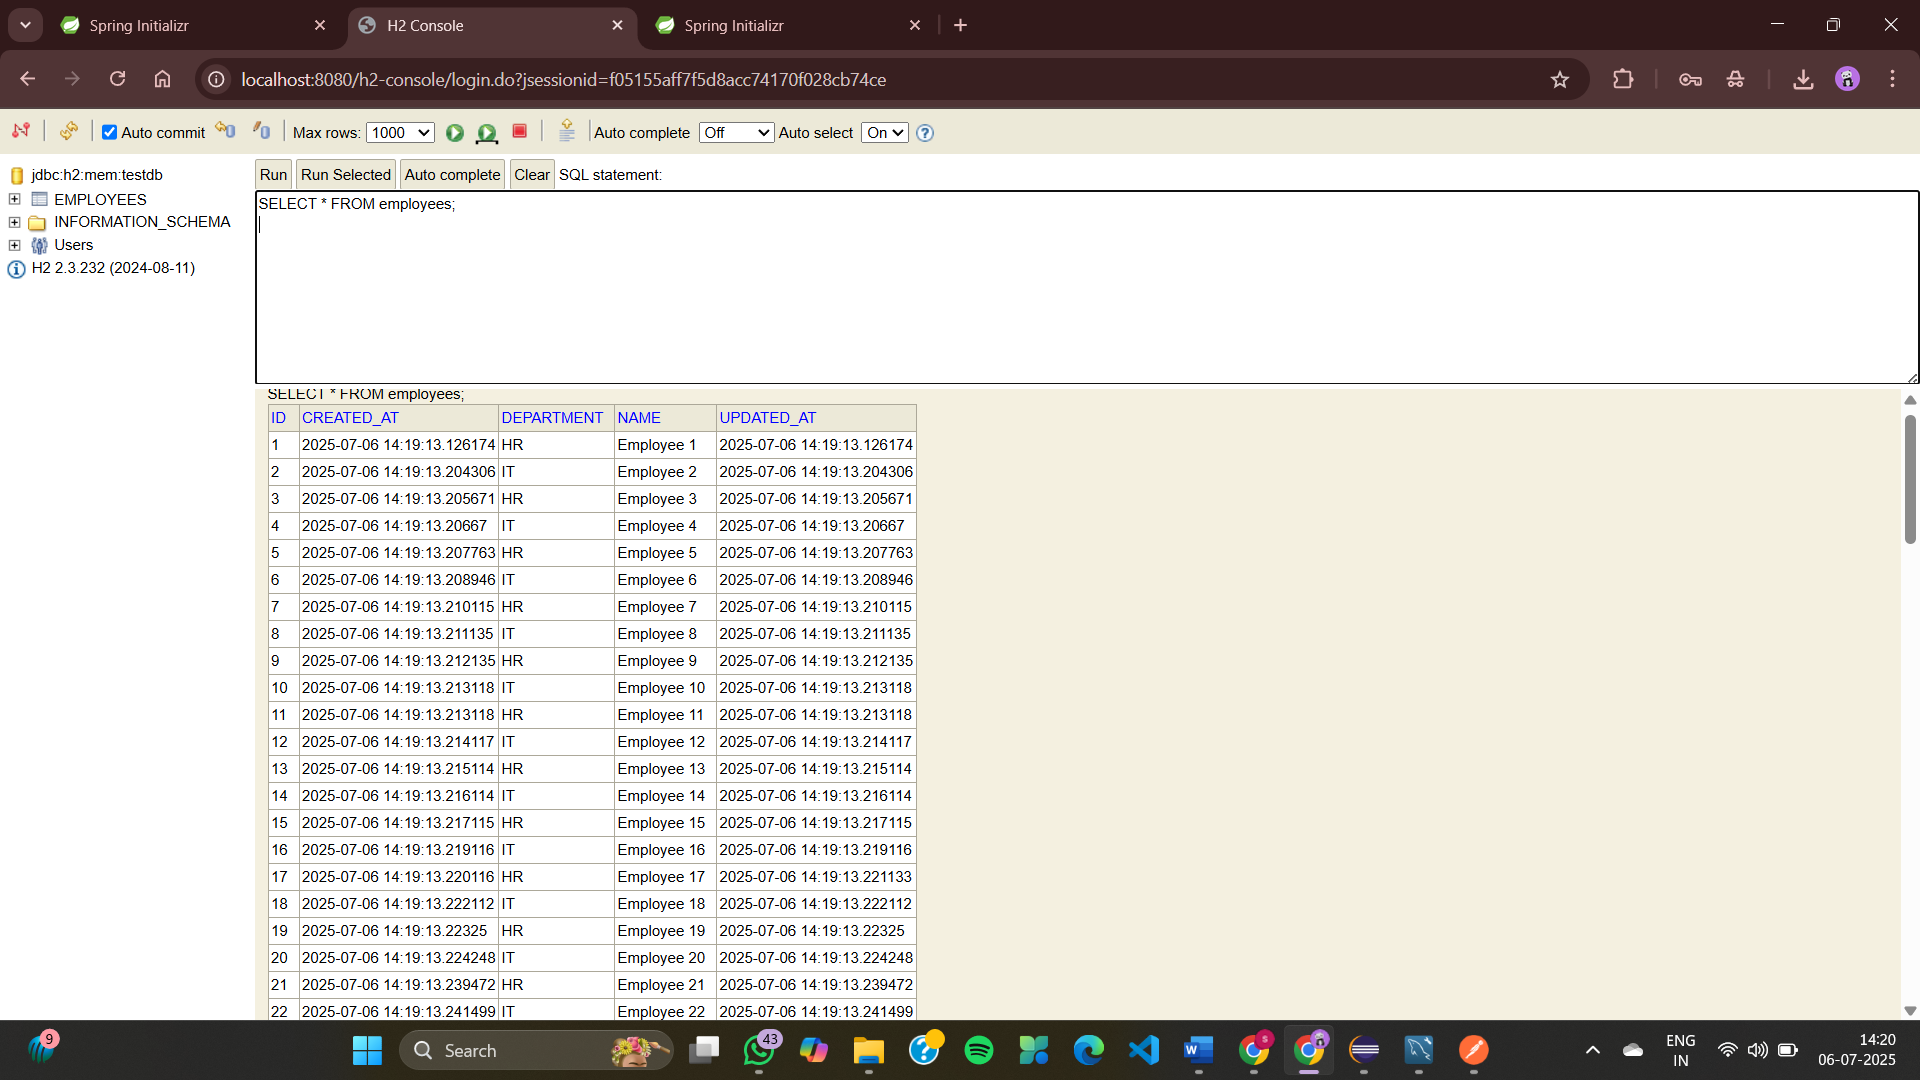 Spring Initializr
H2 Console
Spring Initializr
localhost:8080/h2-console/login.do?jsessionid=f05155aff7f5d8acc74170f028cb74ce
Auto commit
Max rows: 1000
Auto complete Off
Auto select On
jdbc:h2:mem:testdb
EMPLOYEES
INFORMATION_SCHEMA
Users
H2 2.3.232 (2024-08-11)
Run Run Selected Auto complete Clear SQL statement:
SELECT * FROM employees;
SELECT * FROM employees;
ID CREATED_AT DEPARTMENT NAME UPDATED_AT
1 2025-07-06 14:19:13.126174 HR Employee 1 2025-07-06 14:19:13.126174
2 2025-07-06 14:19:13.204306 IT Employee 2 2025-07-06 14:19:13.204306
3 2025-07-06 14:19:13.205671 HR Employee 3 2025-07-06 14:19:13.205671
4 2025-07-06 14:19:13.20667 IT Employee 4 2025-07-06 14:19:13.20667
5 2025-07-06 14:19:13.207763 HR Employee 5 2025-07-06 14:19:13.207763
6 2025-07-06 14:19:13.208946 IT Employee 6 2025-07-06 14:19:13.208946
7 2025-07-06 14:19:13.210115 HR Employee 7 2025-07-06 14:19:13.210115
8 2025-07-06 14:19:13.211135 IT Employee 8 2025-07-06 14:19:13.211135
9 2025-07-06 14:19:13.212135 HR Employee 9 2025-07-06 14:19:13.212135
10 2025-07-06 14:19:13.213118 IT Employee 10 2025-07-06 14:19:13.213118
11 2025-07-06 14:19:13.213118 HR Employee 11 2025-07-06 14:19:13.213118
12 2025-07-06 14:19:13.214117 IT Employee 12 2025-07-06 14:19:13.214117
13 2025-07-06 14:19:13.215114 HR Employee 13 2025-07-06 14:19:13.215114
14 2025-07-06 14:19:13.216114 IT Employee 14 2025-07-06 14:19:13.216114
15 2025-07-06 14:19:13.217115 HR Employee 15 2025-07-06 14:19:13.217115
16 2025-07-06 14:19:13.219116 IT Employee 16 2025-07-06 14:19:13.219116
17 2025-07-06 14:19:13.220116 HR Employee 17 2025-07-06 14:19:13.221133
18 2025-07-06 14:19:13.222112 IT Employee 18 2025-07-06 14:19:13.222112
19 2025-07-06 14:19:13.22325 HR Employee 19 2025-07-06 14:19:13.22325
20 2025-07-06 14:19:13.224248 IT Employee 20 2025-07-06 14:19:13.224248
21 2025-07-06 14:19:13.239472 HR Employee 21 2025-07-06 14:19:13.239472
22 2025-07-06 14:19:13.241499 IT Employee 22 2025-07-06 14:19:13.241499
9
Search
43
ENG
IN
14:20
06-07-2025